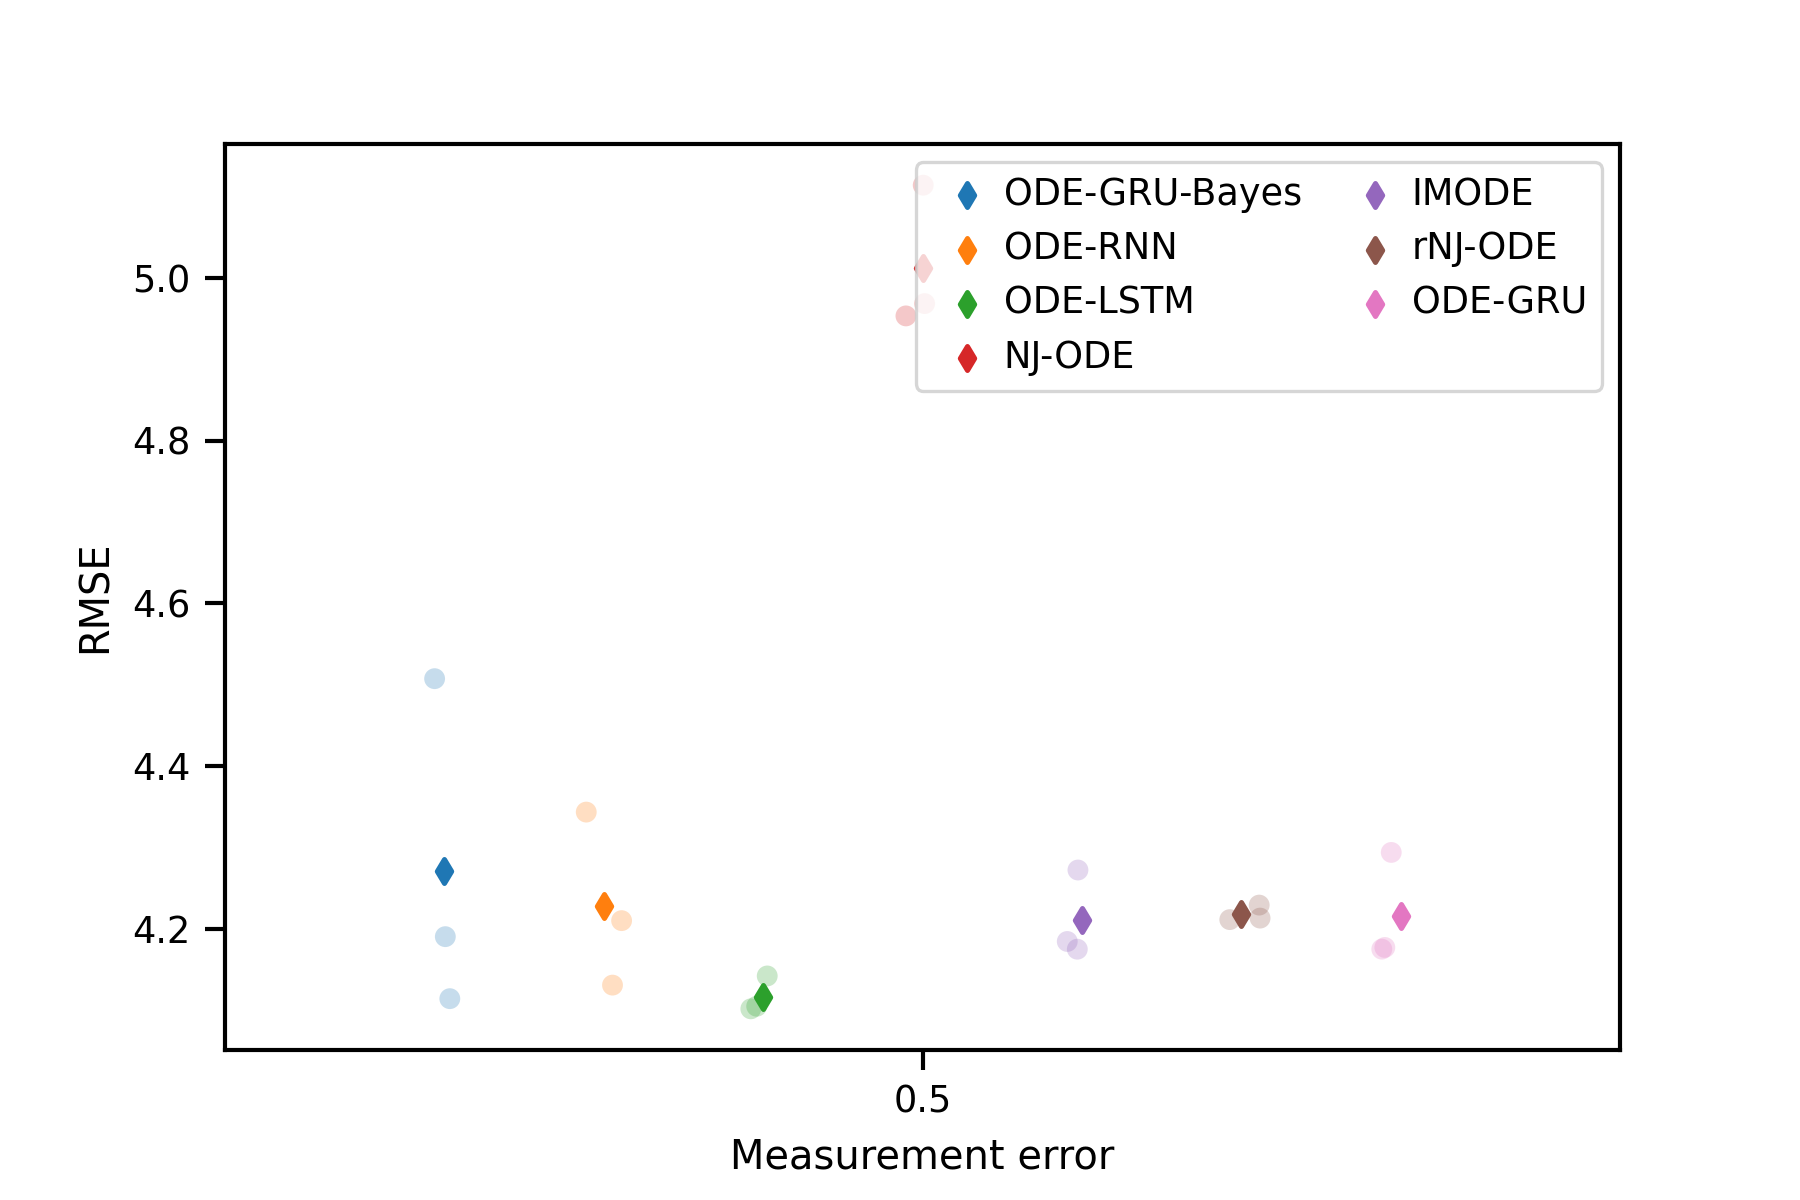 ODE-GRU-Bayes
ODE-RNN
ODE-LSTM
NJ-ODE
IMODE
rNJ-ODE
ODE-GRU
5.0
4.8
4.6
4.4
4.2
RMSE
0.5
Measurement error